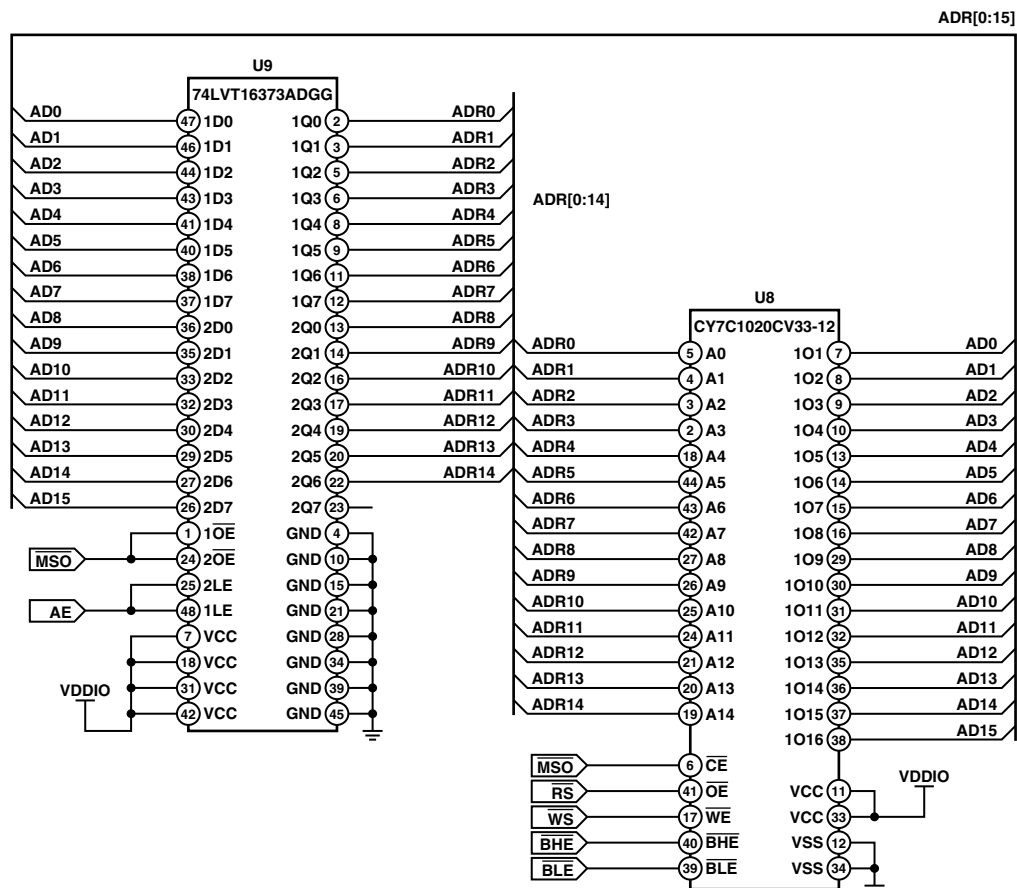 ADR[0:15]
U9
74LVT16373ADGG
AD0 47 1D0 1Q0 2 ADR0
AD1 46 1D1 1Q1 3 ADR1
AD2 44 1D2 1Q2 5 ADR2
AD3 43 1D3 1Q3 6 ADR3
ADR[0:14]
AD4 41 1D4 1Q4 8 ADR4
AD5 40 1D5 1Q5 9 ADR5
AD6 38 1D6 1Q6 11 ADR6
AD7 37 1D7 1Q7 12 ADR7
AD8 36 2D0 2Q0 13 ADR8
AD9 35 2D1 2Q1 14 ADR9
AD10 33 2D2 2Q2 16 ADR10
AD11 32 2D3 2Q3 17 ADR11
AD12 30 2D4 2Q4 19 ADR12
AD13 29 2D5 2Q5 20 ADR13
AD14 27 2D6 2Q6 22 ADR14
AD15 26 2D7 2Q7 23
1 1OE GND 4
MSO 24 2OE GND 10
25 2LE GND 15
AE 48 1LE GND 21
7 VCC GND 28
18 VCC GND 34
VDDIO 31 VCC GND 39
42 VCC GND 45
U8
CY7C1020CV33-12
ADR0 5 A0 1O1 7 AD0
ADR1 4 A1 1O2 8 AD1
ADR2 3 A2 1O3 9 AD2
ADR3 2 A3 1O4 10 AD3
ADR4 18 A4 1O5 13 AD4
ADR5 44 A5 1O6 14 AD5
ADR6 43 A6 1O7 15 AD6
ADR7 42 A7 1O8 16 AD7
ADR8 27 A8 1O9 29 AD8
ADR9 26 A9 1O10 30 AD9
ADR10 25 A10 1O11 31 AD10
ADR11 24 A11 1O12 32 AD11
ADR12 21 A12 1O13 35 AD12
ADR13 20 A13 1O14 36 AD13
ADR14 19 A14 1O15 37 AD14
1O16 38 AD15
MSO 6 CE
RS 41 OE VCC 11 VDDIO
WS 17 WE VCC 33
BHE 40 BHE VSS 12
BLE 39 BLE VSS 34